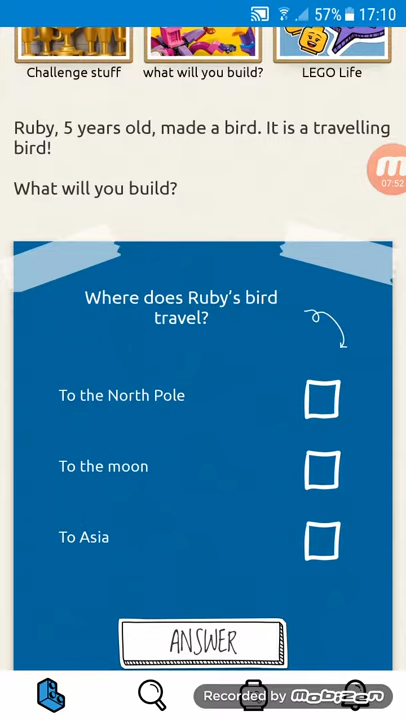 57% 17:10
Challenge stuff
what will you build?
LEGO Life
Ruby, 5 years old, made a bird. It is a travelling
bird!
07:52
What will you build?
Where does Ruby's bird
travel?
To the North Pole
To the moon
To Asia
ANSWER
Recorded by mobizen